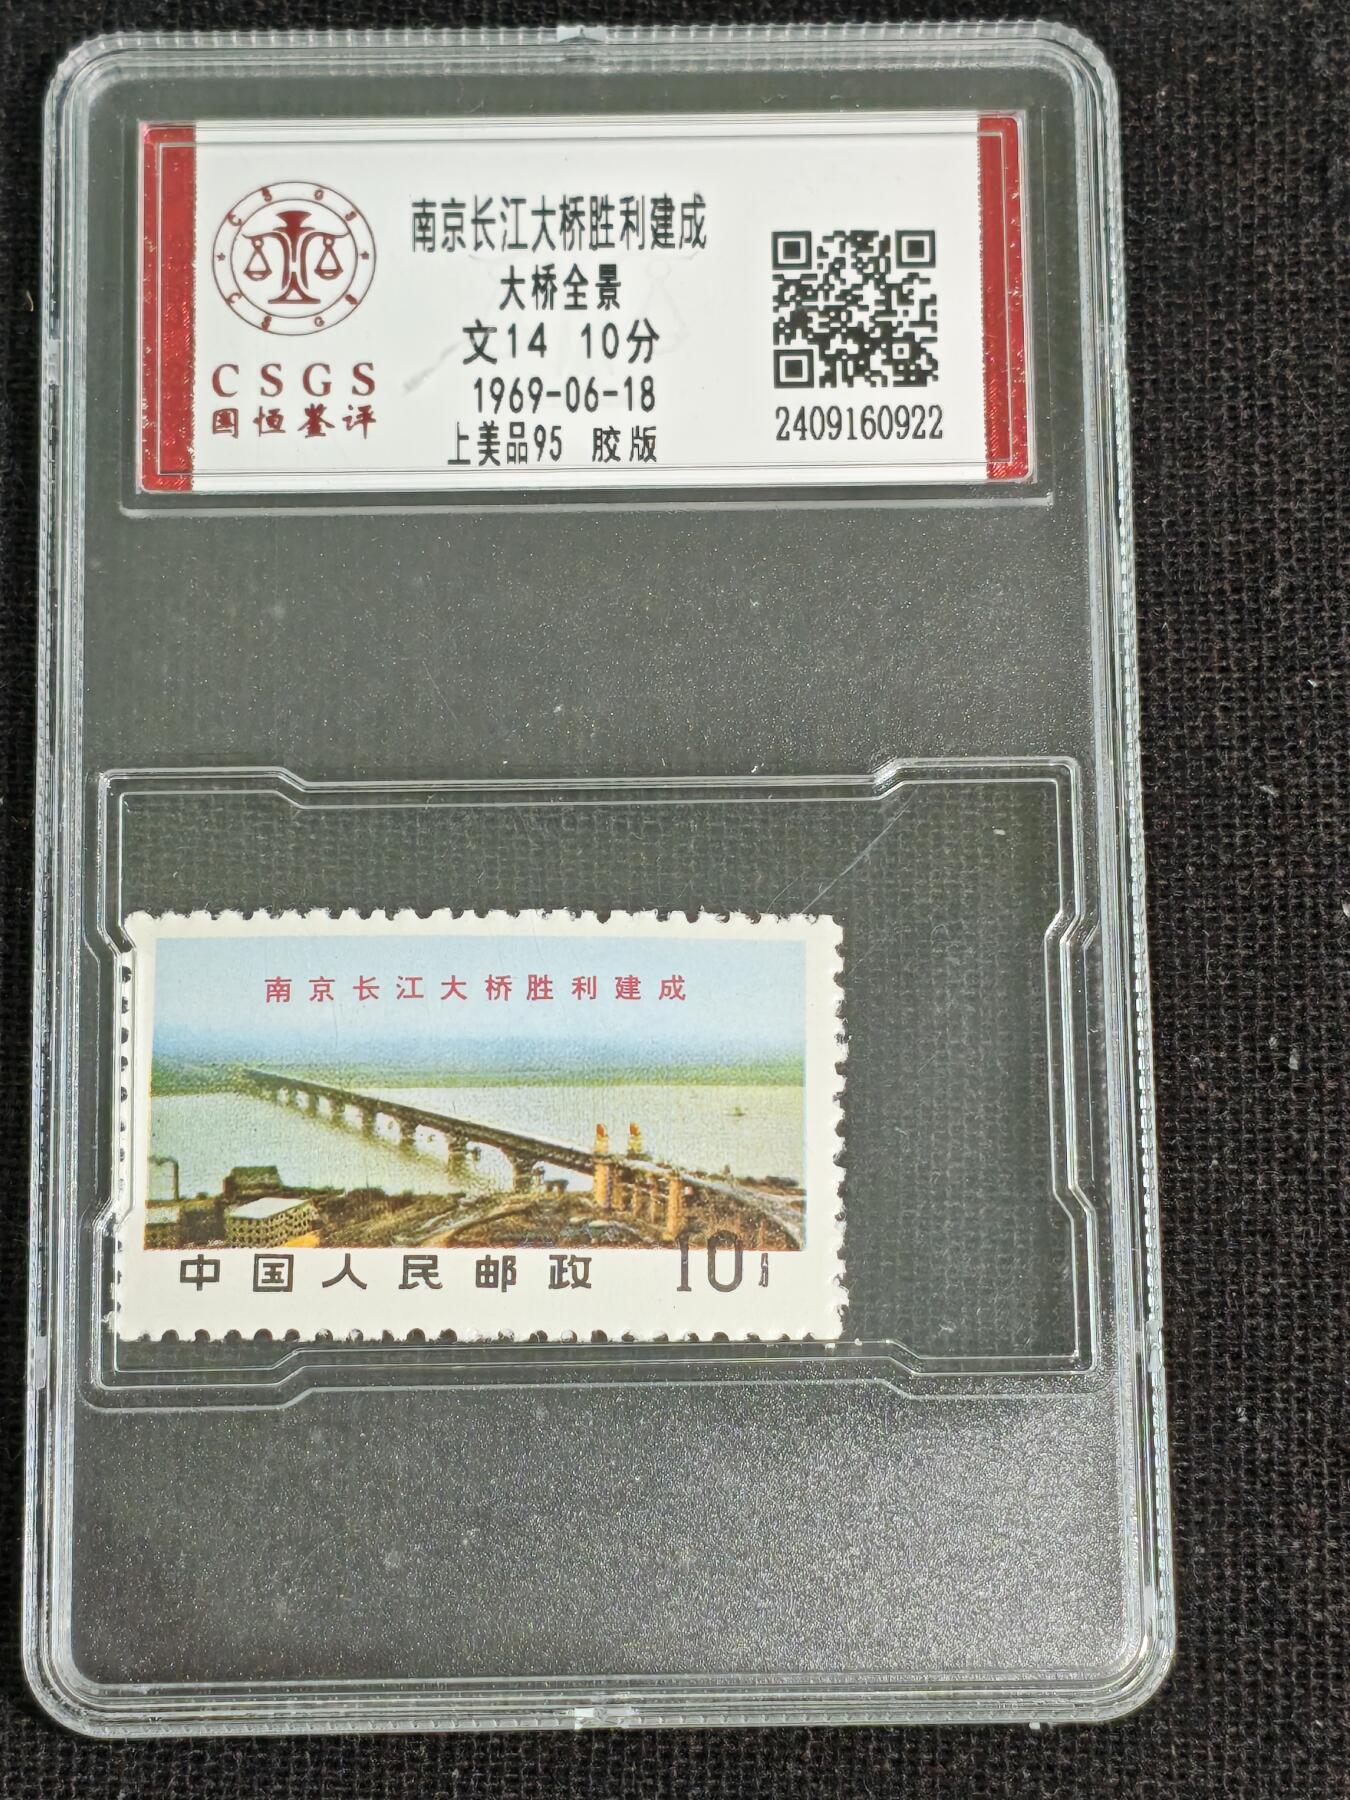 CSGS CSGS
CSGS
国恒鉴评
南京长江大桥胜利建成
大桥全景
文14 10分
1969-06-18
上美品95 胶版
2409160922
南京长江大桥胜利建成
中国人民邮政 10